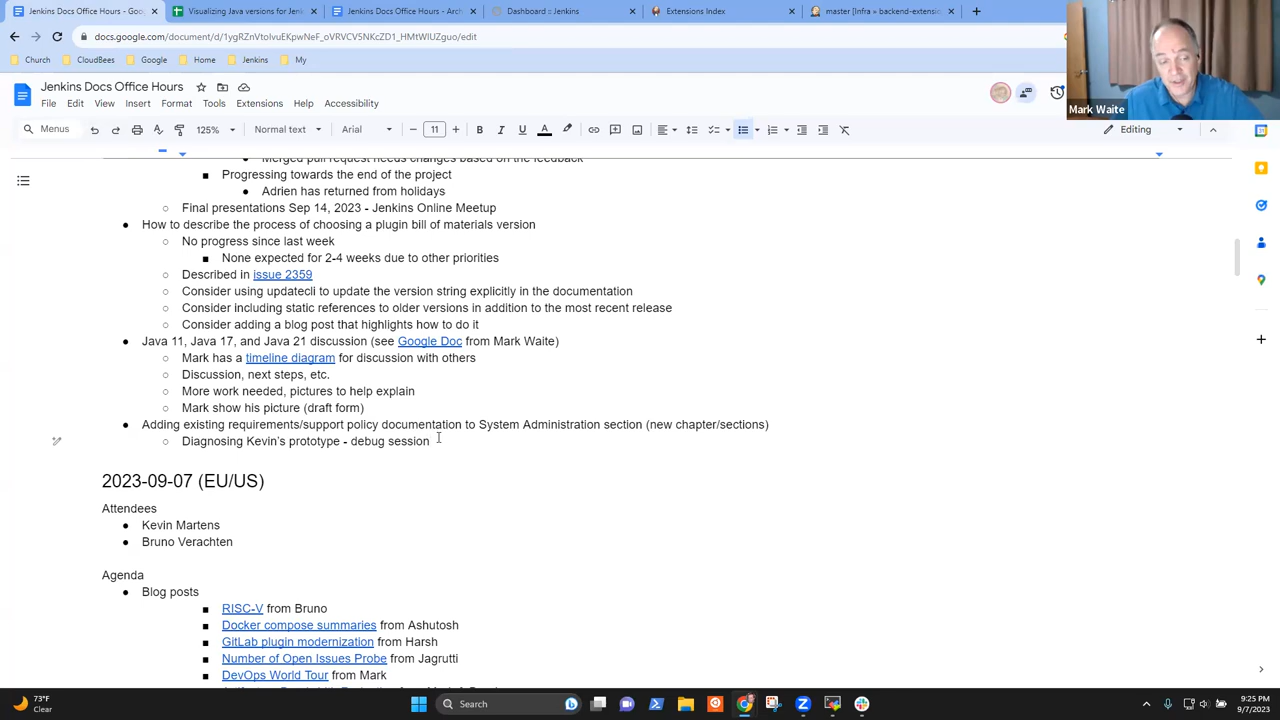 Jenkins Docs Office Hours - Goo
Visualizing Java versions for Jenk
Jenkins Docs Office Hours - Arch
Dashboard :: Jenkins
Extensions Index
master [Infra » backend-extensio
docs.google.com/document/d/1ygRZnVtoIvuEKpwNeF_oVRVCV5NKcZD1_HMtWlUZguo/edit
Church
CloudBees
Google
Home
Jenkins
My
Jenkins Docs Office Hours
File Edit View Insert Format Tools Extensions Help Accessibility
Menus 125% Normal text Arial 11 B I U A Editing
Mark Waite
Merged pull request needs changes based on the feedback
Progressing towards the end of the project
Adrien has returned from holidays
Final presentations Sep 14, 2023 - Jenkins Online Meetup
How to describe the process of choosing a plugin bill of materials version
No progress since last week
None expected for 2-4 weeks due to other priorities
Described in issue 2359
Consider using updatecli to update the version string explicitly in the documentation
Consider including static references to older versions in addition to the most recent release
Consider adding a blog post that highlights how to do it
Java 11, Java 17, and Java 21 discussion (see Google Doc from Mark Waite)
Mark has a timeline diagram for discussion with others
Discussion, next steps, etc.
More work needed, pictures to help explain
Mark show his picture (draft form)
Adding existing requirements/support policy documentation to System Administration section (new chapter/sections)
Diagnosing Kevin's prototype - debug session
2023-09-07 (EU/US)
Attendees
Kevin Martens
Bruno Verachten
Agenda
Blog posts
RISC-V from Bruno
Docker compose summaries from Ashutosh
GitLab plugin modernization from Harsh
Number of Open Issues Probe from Jagrutti
DevOps World Tour from Mark
73°F
Clear
Search
9:25 PM
9/7/2023